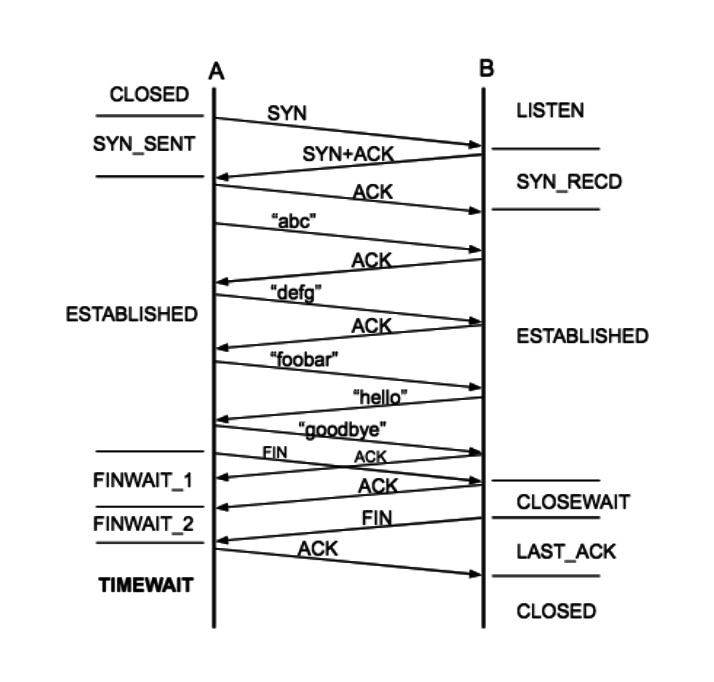 A
B
CLOSED
SYN
LISTEN
SYN_SENT
SYN+ACK
SYN_RECD
ACK
“abc”
ACK
“defg”
ESTABLISHED
ACK
ESTABLISHED
“foobar”
“hello”
“goodbye”
FIN
ACK
FINWAIT_1
ACK
CLOSEWAIT
FINWAIT_2
FIN
ACK
LAST_ACK
TIMEWAIT
CLOSED